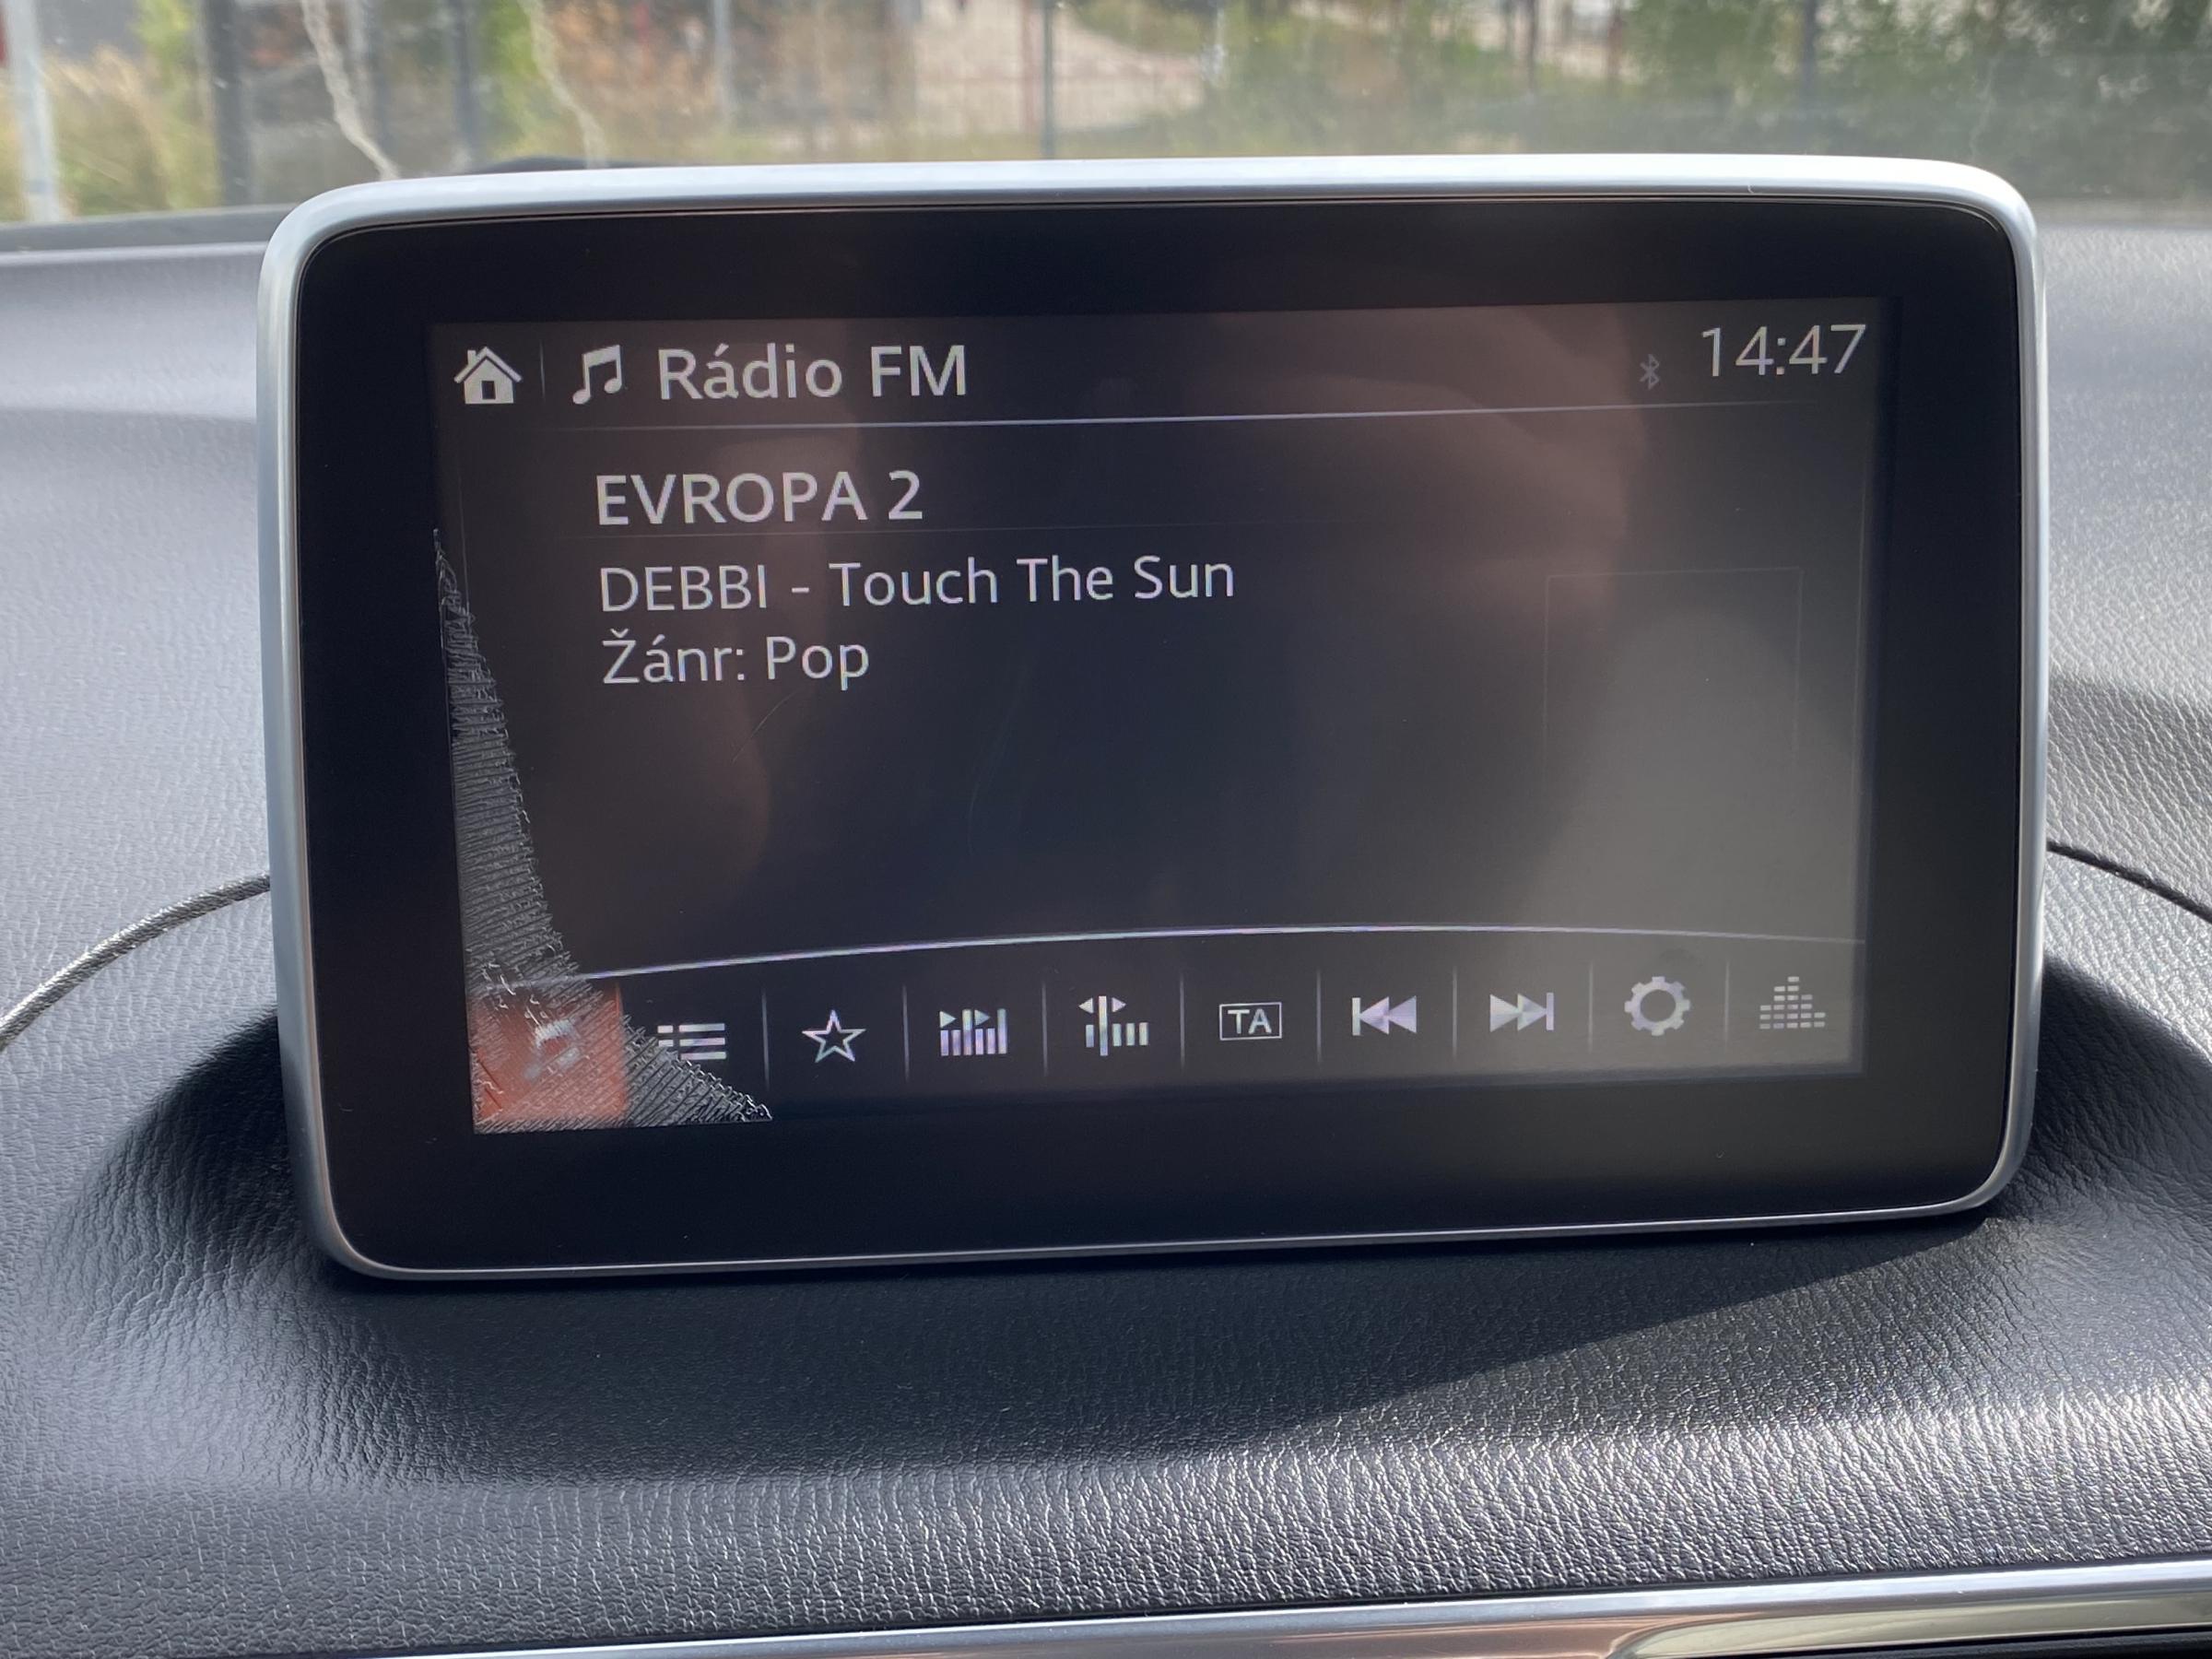 Rádio FM
14:47
EVROPA 2
DEBBI - Touch The Sun
Žánr: Pop
TA